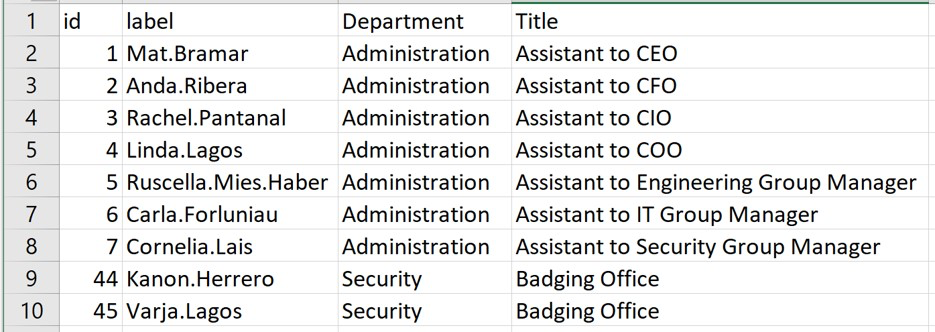 1 id label Department Title
2 1 Mat.Bramar Administration Assistant to CEO
3 2 Anda.Ribera Administration Assistant to CFO
4 3 Rachel.Pantanal Administration Assistant to CIO
5 4 Linda.Lagos Administration Assistant to COO
6 5 Ruscella.Mies.Haber Administration Assistant to Engineering Group Manager
7 6 Carla.Forluniau Administration Assistant to IT Group Manager
8 7 Cornelia.Lais Administration Assistant to Security Group Manager
9 44 Kanon.Herrero Security Badging Office
10 45 Varja.Lagos Security Badging Office